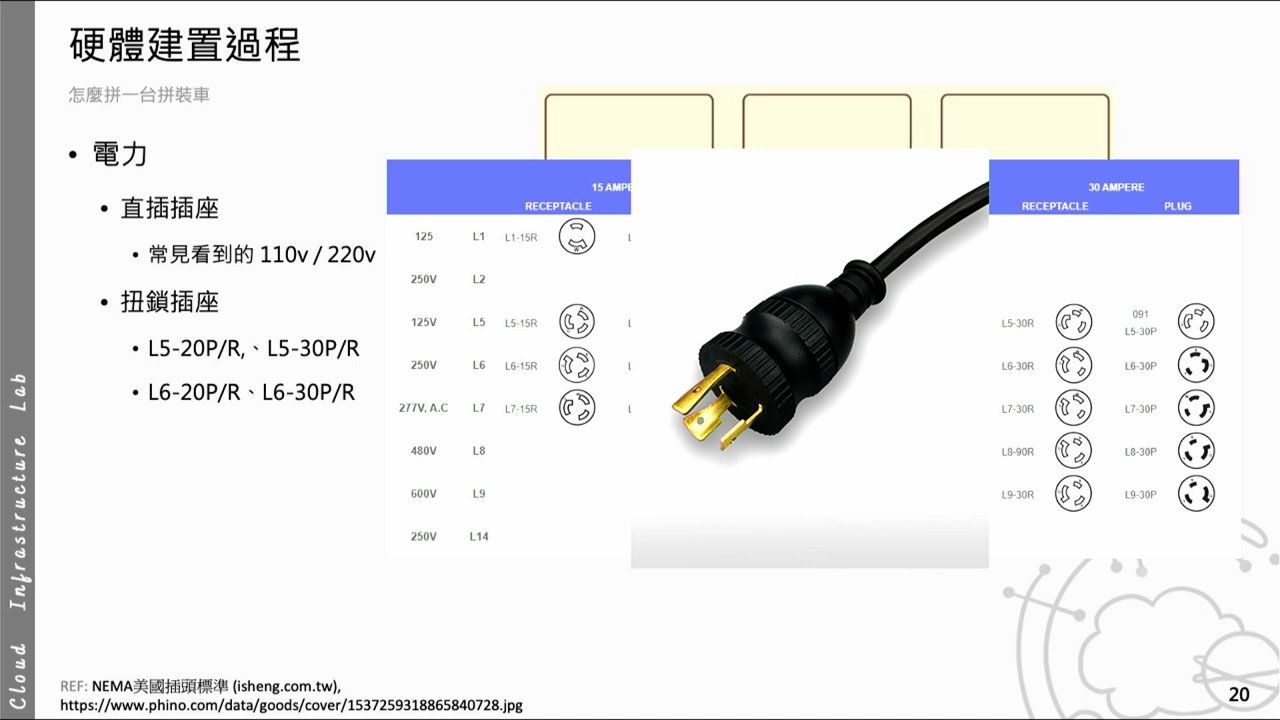 硬體建置過程
怎麼拼一台拼裝車
• 電力
• 直插插座
• 常見看到的 110v / 220v
• 扭鎖插座
• L5-20P/R,、L5-30P/R
• L6-20P/R、L6-30P/R
15 AMPE
30 AMPERE
RECEPTACLE
RECEPTACLE PLUG
125 L1 L1-15R
250V L2
125V L5 L5-15R
L5-30R 091 L5-30P
250V L6 L6-15R
L6-30R L6-30P
277V, A.C L7 L7-15R
L7-30R L7-30P
480V L8
L8-90R L8-30P
600V L9
L9-30R L9-30P
250V L14
Cloud Infrastructure Lab
REF: NEMA美國插頭標準 (isheng.com.tw),
https://www.phino.com/data/goods/cover/1537259318865840728.jpg
20